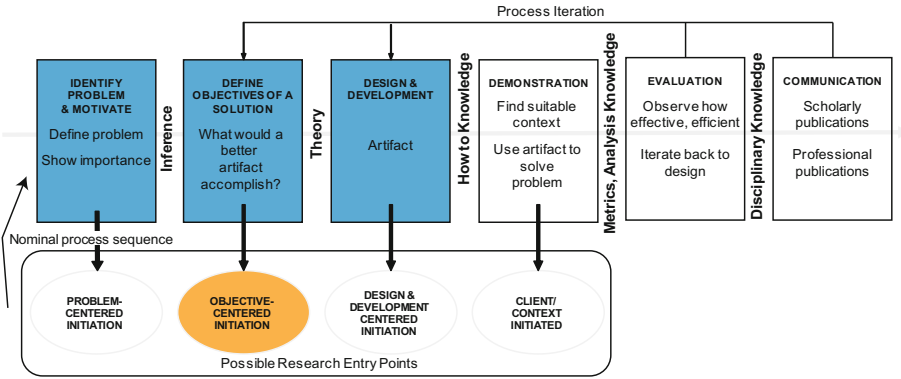 Process Iteration
IDENTIFY
PROBLEM
& MOTIVATE
Define problem
Show importance
Inference
DEFINE
OBJECTIVES OF A
SOLUTION
What would a
better
artifact
accomplish?
Theory
DESIGN &
DEVELOPMENT
Artifact
How to Knowledge
DEMONSTRATION
Find suitable
context
Use artifact to
solve
problem
Metrics, Analysis Knowledge
EVALUATION
Observe how
effective, efficient
Iterate back to
design
Disciplinary Knowledge
COMMUNICATION
Scholarly
publications
Professional
publications
Nominal process sequence
PROBLEM-
CENTERED
INITIATION
OBJECTIVE-
CENTERED
INITIATION
DESIGN &
DEVELOPMENT
CENTERED
INITIATION
CLIENT/
CONTEXT
INITIATED
Possible Research Entry Points